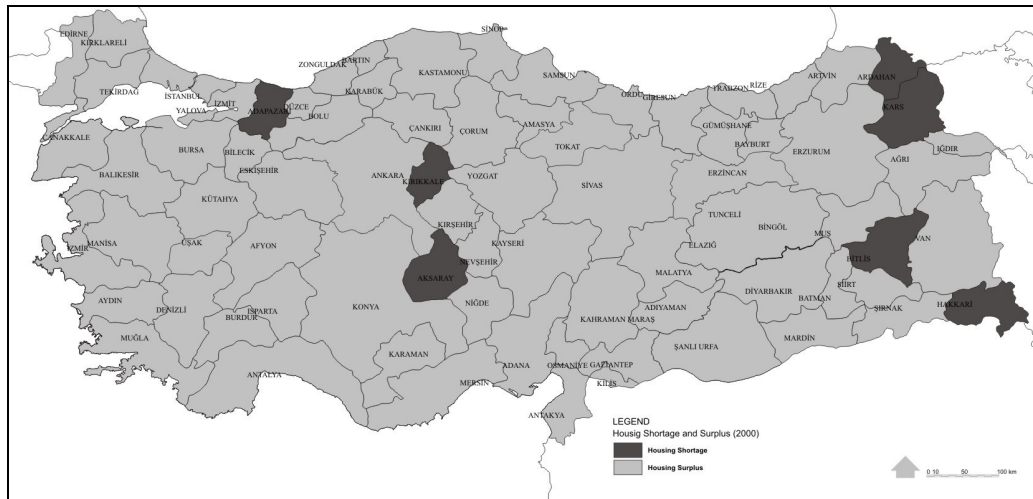 SİNOP
EDİRNE
KIRKLARELİ
BARTIN
ZONGULDAK
KASTAMONU
SAMSUN
ARTVİN
ARDAHAN
TEKİRDAĞ
İSTANBUL
İZMİT
YALOVA
ADAPAZARI
DÜZCE
BOLU
KARABÜK
ORDU
GİRESUN
TRABZON
RİZE
KARS
ÇANAKKALE
BURSA
BİLECİK
ESKİŞEHİR
ÇANKIRI
ÇORUM
AMASYA
TOKAT
GÜMÜŞHANE
BAYBURT
ERZURUM
AĞRI
IĞDIR
BALIKESİR
KÜTAHYA
ANKARA
KIRIKKALE
YOZGAT
SİVAS
ERZİNCAN
MANİSA
İZMİR
UŞAK
AFYON
KIRŞEHİR
KAYSERİ
NEVŞEHİR
AKSARAY
TUNCELİ
BİNGÖL
ELAZIĞ
MUŞ
BİTLİS
VAN
AYDIN
DENİZLİ
ISPARTA
BURDUR
KONYA
NİĞDE
MALATYA
ADIYAMAN
KAHRAMAN MARAŞ
DİYARBAKIR
BATMAN
SİİRT
ŞIRNAK
HAKKARİ
MUĞLA
ANTALYA
KARAMAN
MERSİN
ADANA
OSMANİYE
GAZİANTEP
KİLİS
ŞANLI URFA
MARDİN
ANTAKYA
LEGEND
Housig Shortage and Surplus (2000)
Housing Shortage
Housing Surplus
0 10 50 100 km